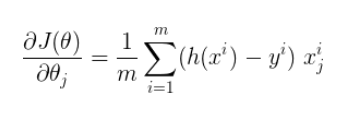 ∂J(θ)/∂θ_j = 1/m ∑_{i=1}^{m} (h(x^i) − y^i) x_j^i